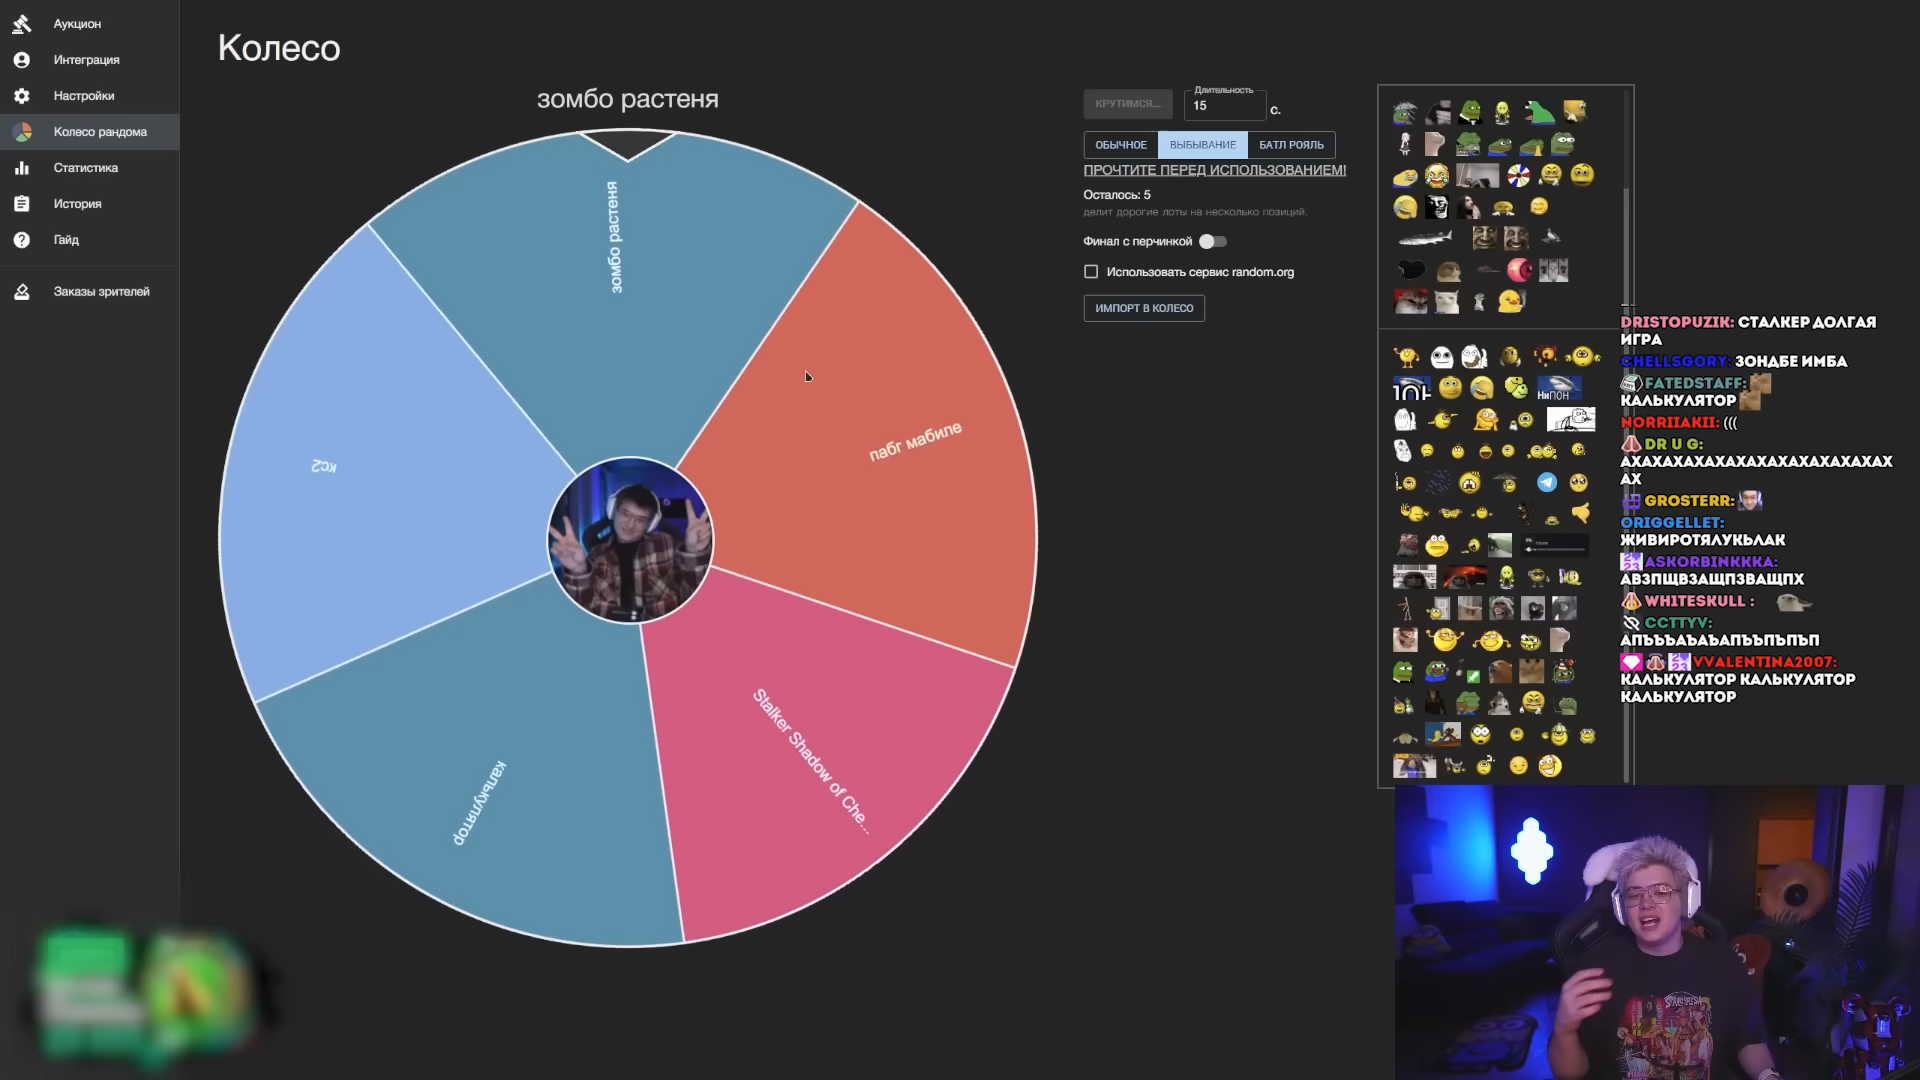 Аукцион
Интеграция
Настройки
Колесо рандома
Статистика
История
Гайд
Заказы зрителей
Колесо
зомбо растеня
зомбо растеня
пабг мабиле
Stalker Shadow of Che...
калькулятор
кс2
КРУТИМСЯ...
Длительность
15
с.
ОБЫЧНОЕ
ВЫБЫВАНИЕ
БАТЛ РОЯЛЬ
ПРОЧТИТЕ ПЕРЕД ИСПОЛЬЗОВАНИЕМ!
Осталось: 5
делит дорогие лоты на несколько позиций.
Финал с перчинкой
Использовать сервис random.org
ИМПОРТ В КОЛЕСО
НиПОН
DRISTOPUZIK: СТАЛКЕР ДОЛГАЯ
ИГРА
CHELLSGORY: ЗОНДБЕ ИМБА
FATEDSTAFF:
КАЛЬКУЛЯТОР
NORRIIAKII: (((
DR U G:
АХАХАХАХАХАХАХАХАХАХАХАХАХ
АХ
GROSTERR:
ORIGGELLET:
ЖИВИРОТЯЛУКЬЛАК
ASKORBINKKKA:
АВЗПЩВЗАЩПЗВАЩПХ
WHITESKULL :
CCTTYV:
АПЪЪЪАЪАЪАПЪЪПЪПЪП
VVALENTINA2007:
КАЛЬКУЛЯТОР КАЛЬКУЛЯТОР
КАЛЬКУЛЯТОР